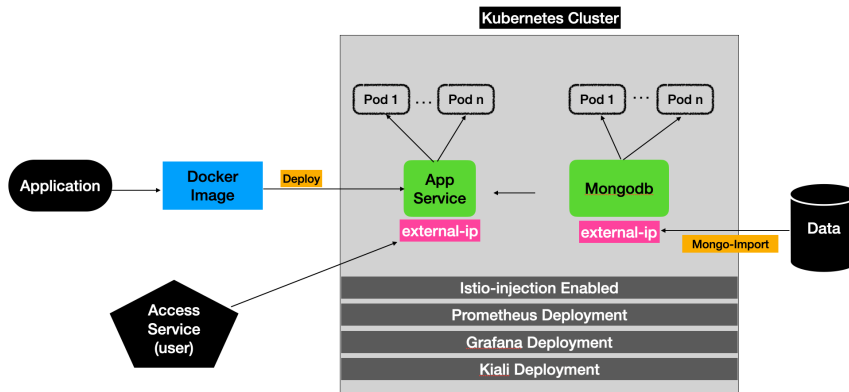 Kubernetes Cluster
Pod 1
...
Pod n
Pod 1
...
Pod n
Application
Docker
Image
Deploy
App
Service
Mongodb
external-ip
external-ip
Mongo-Import
Data
Access
Service
(user)
Istio-injection Enabled
Prometheus Deployment
Grafana Deployment
Kiali Deployment